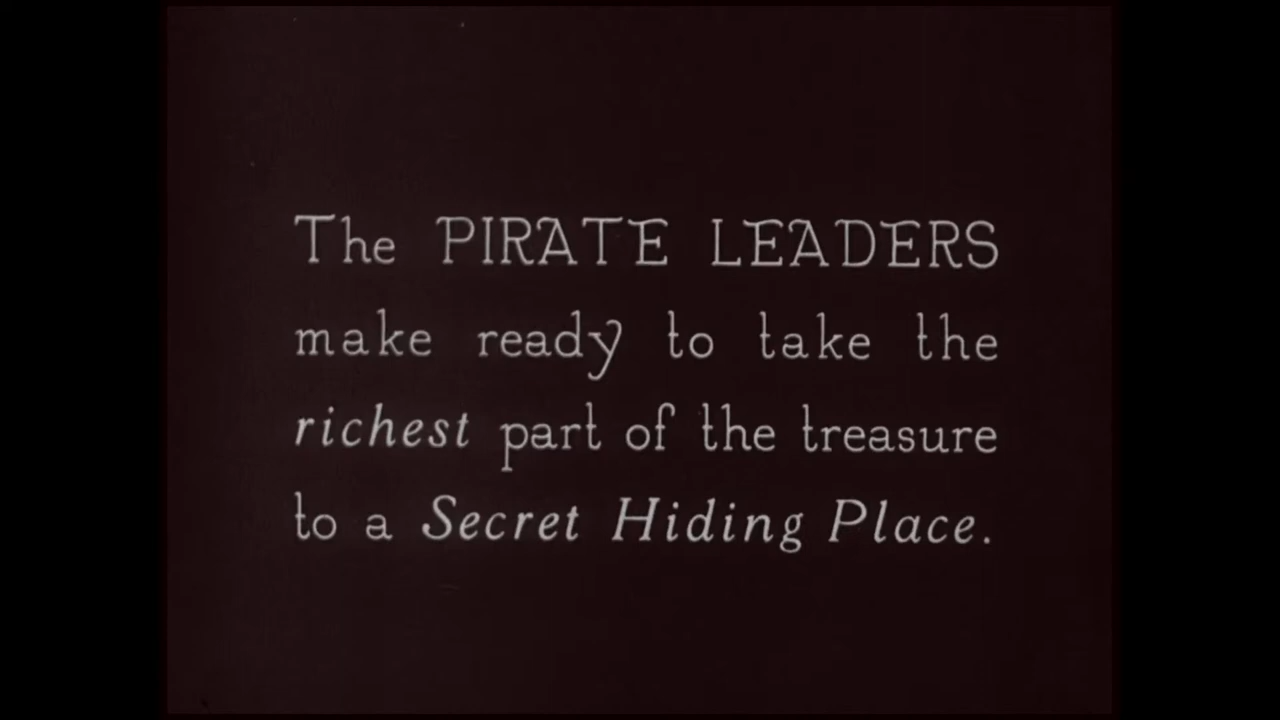 The PIRATE LEADERS
make ready to take the
richest part of the treasure
to a Secret Hiding Place.